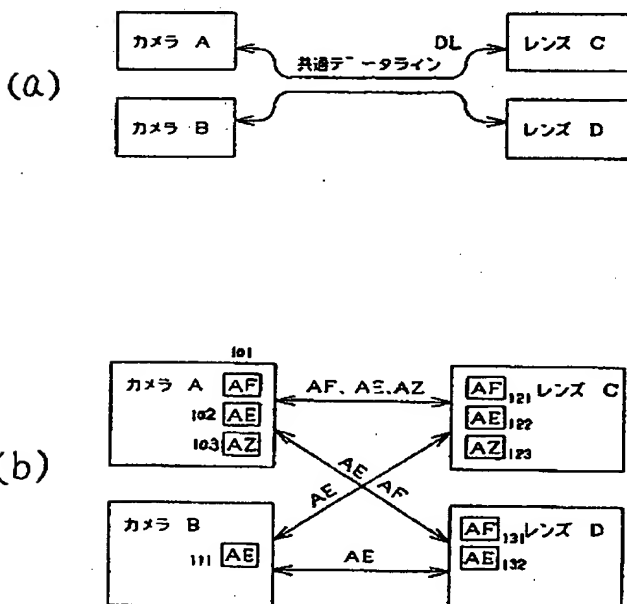 (a)
カメラ A
DL
レンズ C
共通データライン
カメラ B
レンズ D
(b)
101
カメラ A AF
102 AE
103 AZ
AF、AE、AZ
AF 121 レンズ C
AE 122
AZ 123
AE
AF
AE
カメラ B
111 AE
AE
AF 131 レンズ D
AE 132